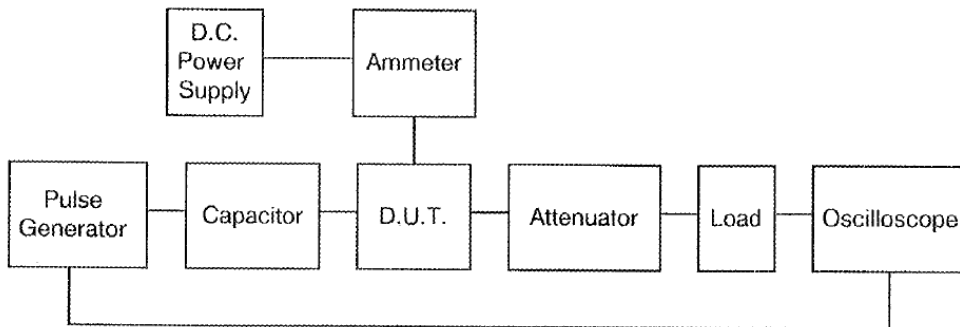 D.C.
Power
Supply
Ammeter
Pulse
Generator
Capacitor
D.U.T.
Attenuator
Load
Oscilloscope